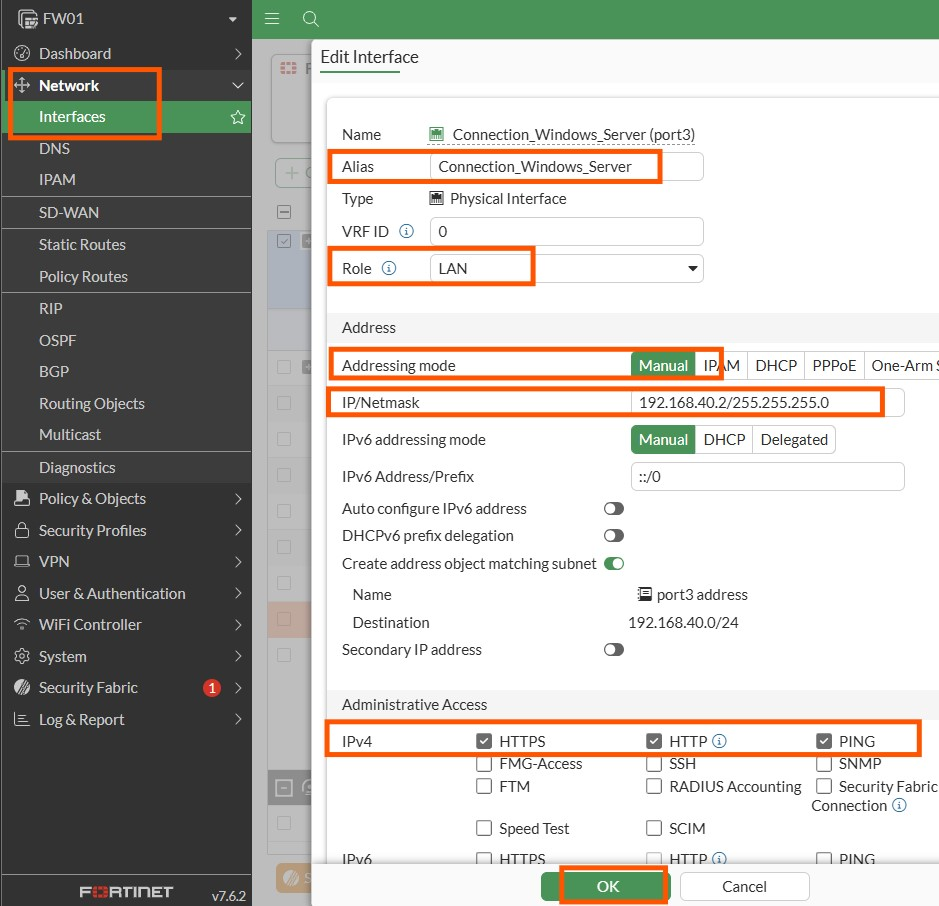 FW01
Dashboard
Network
Interfaces
DNS
IPAM
SD-WAN
Static Routes
Policy Routes
RIP
OSPF
BGP
Routing Objects
Multicast
Diagnostics
Policy & Objects
Security Profiles
VPN
User & Authentication
WiFi Controller
System
Security Fabric 1
Log & Report
FORTINET v7.6.2
Edit Interface
Name Connection_Windows_Server (port3)
Alias Connection_Windows_Server
Type Physical Interface
VRF ID 0
Role LAN
Address
Addressing mode Manual IPAM DHCP PPPoE One-Arm S
IP/Netmask 192.168.40.2/255.255.255.0
IPv6 addressing mode Manual DHCP Delegated
IPv6 Address/Prefix ::/0
Auto configure IPv6 address
DHCPv6 prefix delegation
Create address object matching subnet
Name port3 address
Destination 192.168.40.0/24
Secondary IP address
Administrative Access
IPv4 HTTPS HTTP PING
FMG-Access SSH SNMP
FTM RADIUS Accounting Security Fabric
Connection
Speed Test SCIM
IPv6 HTTPS HTTP PING
OK Cancel